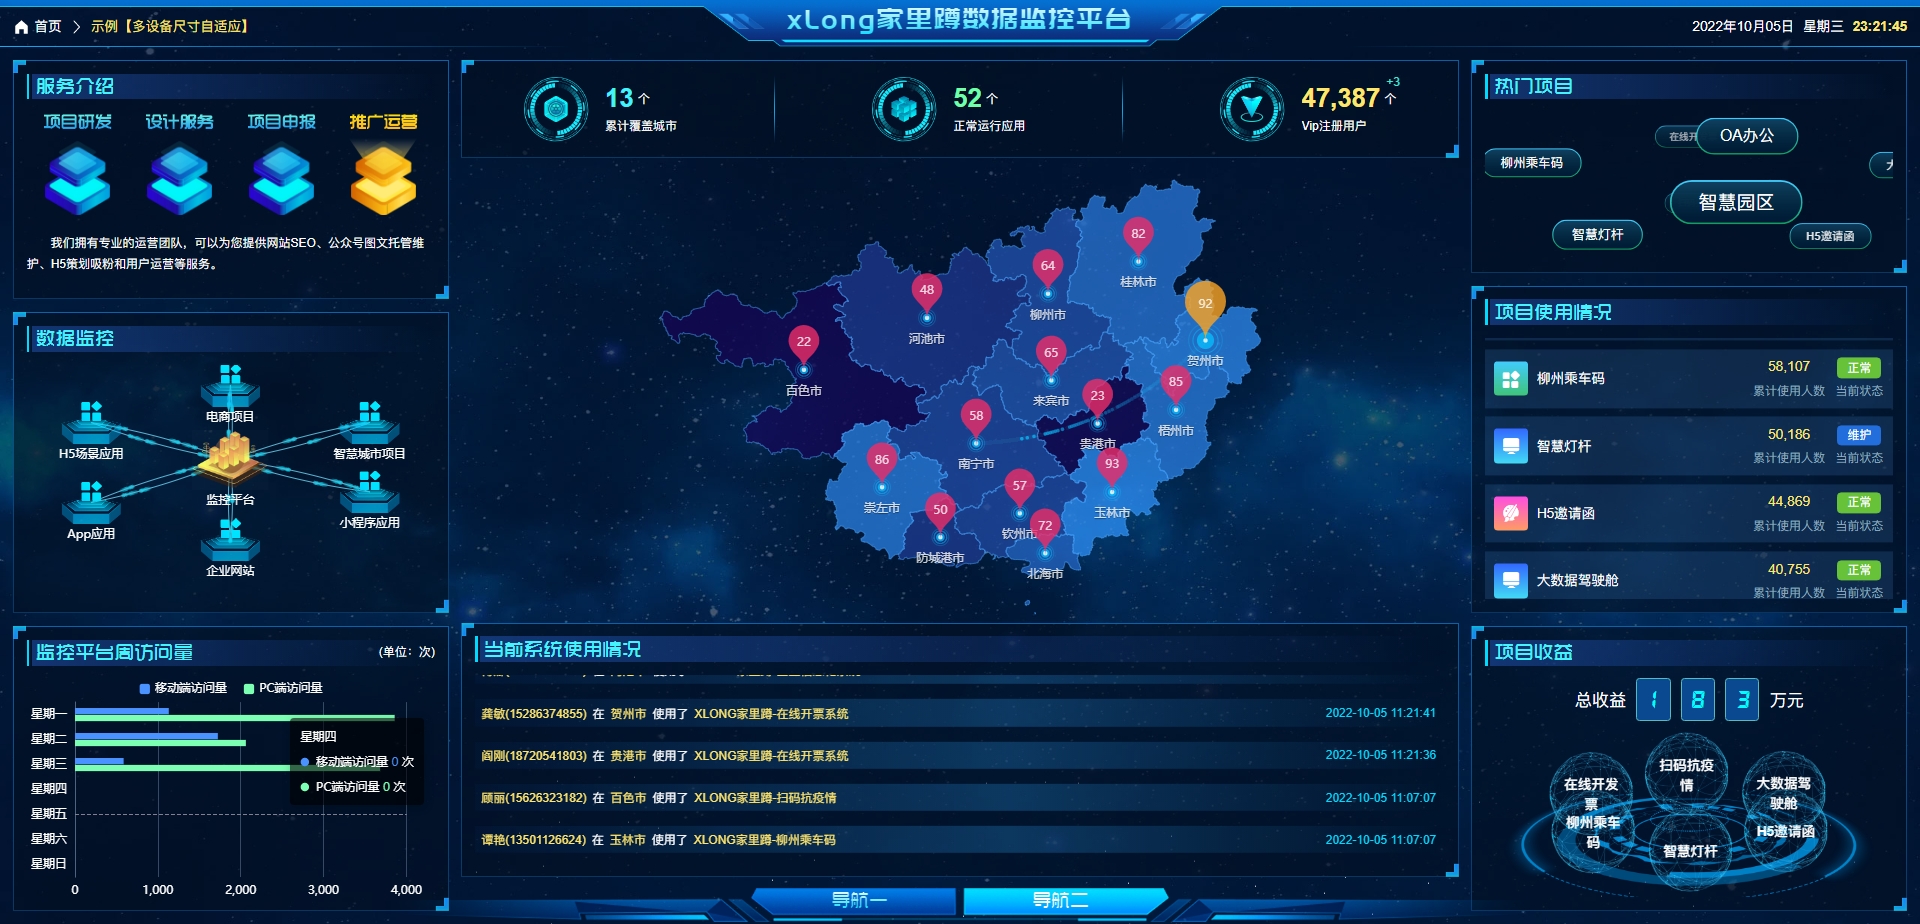 首页 > 示例【多设备尺寸自适应】
xLong家里蹲数据监控平台
2022年10月05日 星期三 23:21:45
服务介绍
项目研发 设计服务 项目申报 推广运营
我们拥有专业的运营团队，可以为您提供网站SEO、公众号图文托管维
护、H5策划吸粉和用户运营等服务。
数据监控
电商项目
H5场景应用
智慧城市项目
监控平台
App应用
小程序应用
企业网站
监控平台周访问量
(单位：次)
移动端访问量 PC端访问量
星期一
星期二
星期三
星期四
星期五
星期六
星期日
0 1,000 2,000 3,000 4,000
星期四
移动端访问量 0 次
PC端访问量 0 次
13 个
累计覆盖城市
52 个
正常运行应用
47,387 个 +3
Vip注册用户
82
桂林市
64
柳州市
48
河池市
92
贺州市
22
百色市
65
来宾市
85
梧州市
23
贵港市
58
南宁市
86
崇左市
93
玉林市
57
钦州市
50
防城港市
72
北海市
当前系统使用情况
龚敏(15286374855) 在 贺州市 使用了 XLONG家里蹲-在线开票系统 2022-10-05 11:21:41
阎刚(18720541803) 在 贵港市 使用了 XLONG家里蹲-在线开票系统 2022-10-05 11:21:36
顾丽(15626323182) 在 百色市 使用了 XLONG家里蹲-扫码抗疫情 2022-10-05 11:07:07
谭艳(13501126624) 在 玉林市 使用了 XLONG家里蹲-柳州乘车码 2022-10-05 11:07:07
导航一
导航二
热门项目
在线开
OA办公
柳州乘车码
智慧园区
智慧灯杆
H5邀请函
项目使用情况
柳州乘车码 58,107 正常
累计使用人数 当前状态
智慧灯杆 50,186 维护
累计使用人数 当前状态
H5邀请函 44,869 正常
累计使用人数 当前状态
大数据驾驶舱 40,755 正常
累计使用人数 当前状态
项目收益
总收益 1 8 3 万元
扫码抗疫
情
在线开发
票
大数据驾
驶舱
柳州乘车
码
H5邀请函
智慧灯杆